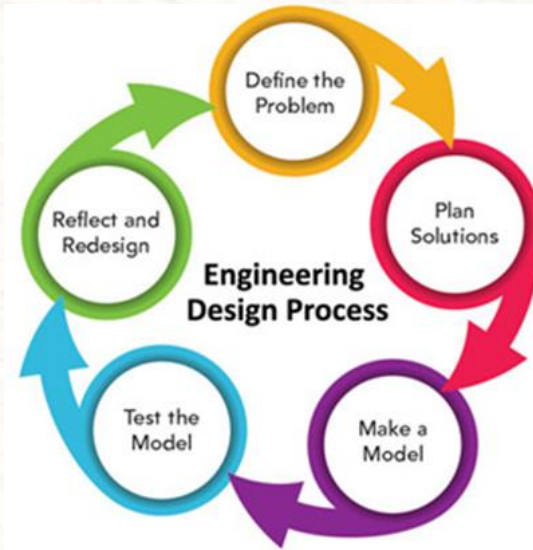 Define the
Problem
Plan
Solutions
Make a
Model
Test the
Model
Reflect and
Redesign
Engineering
Design Process